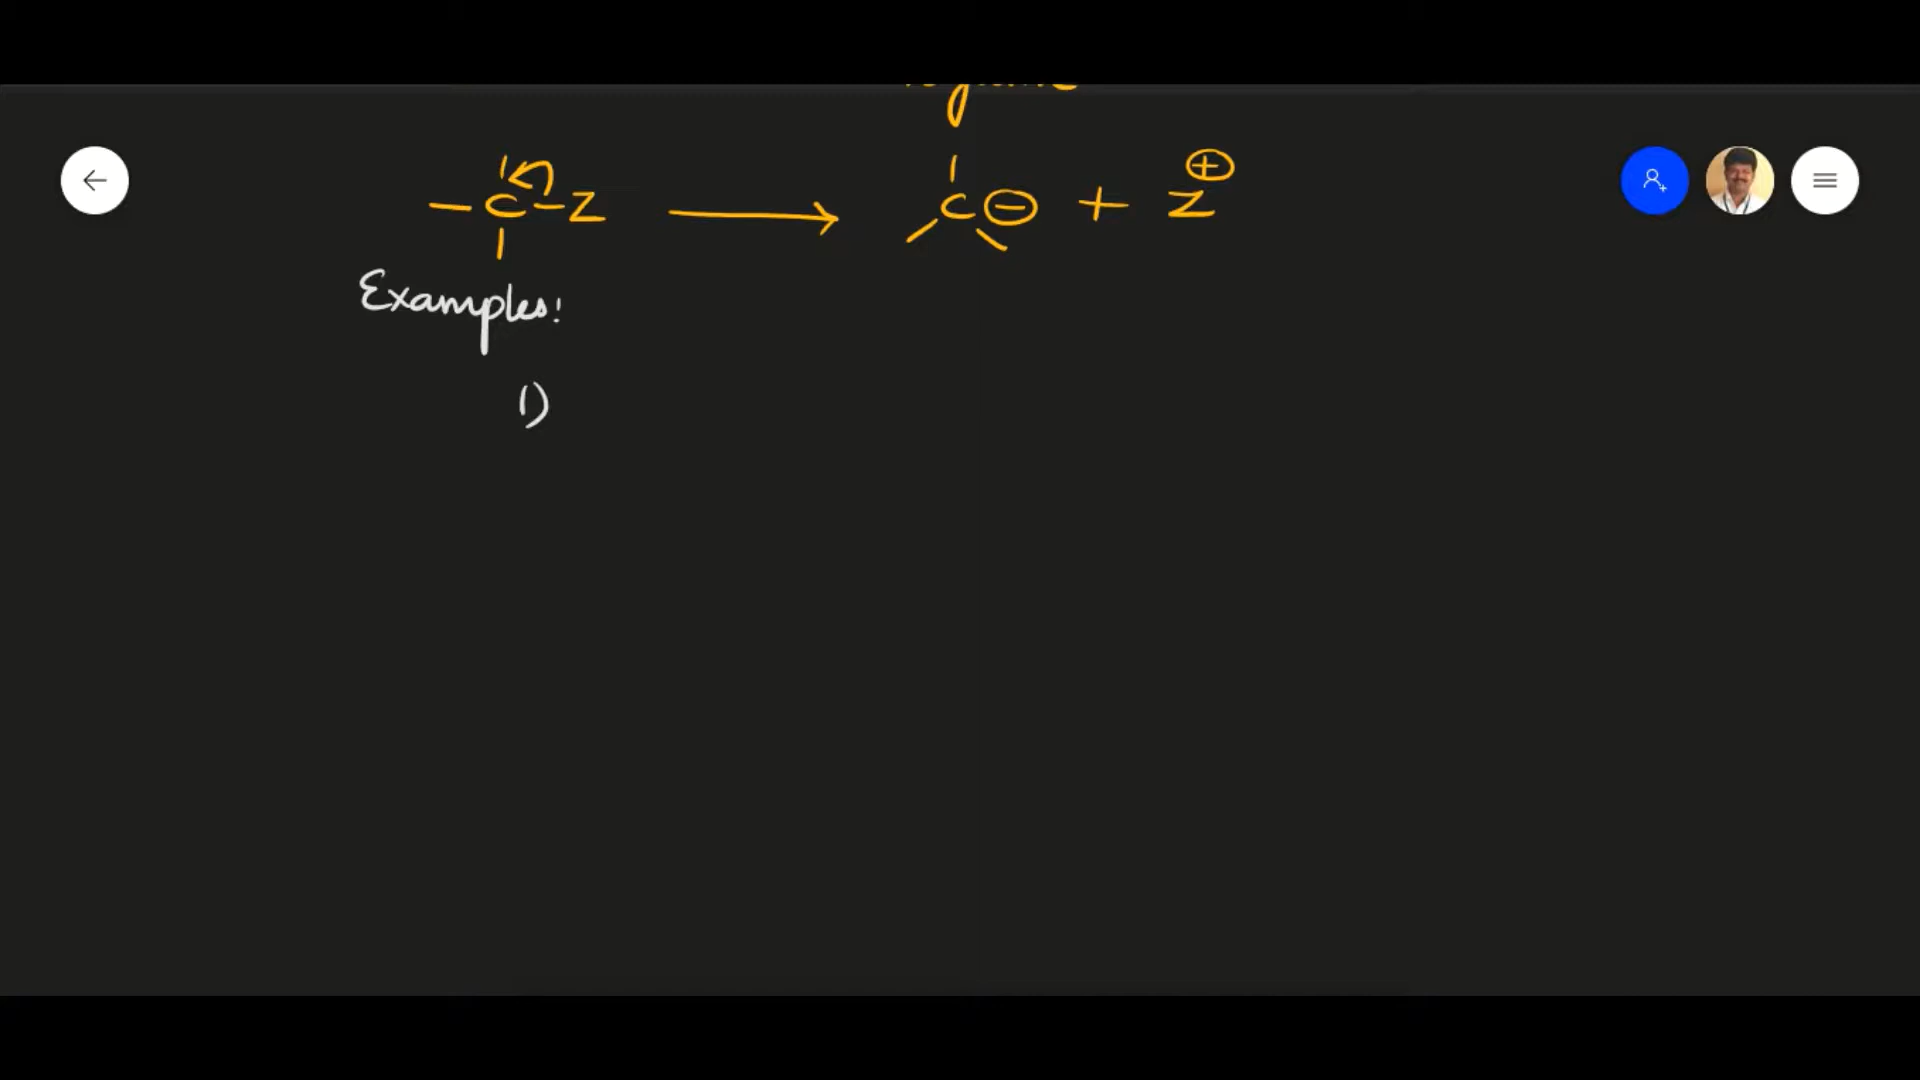 -C-Z → C⊖ + Z⊕
Examples:
1)